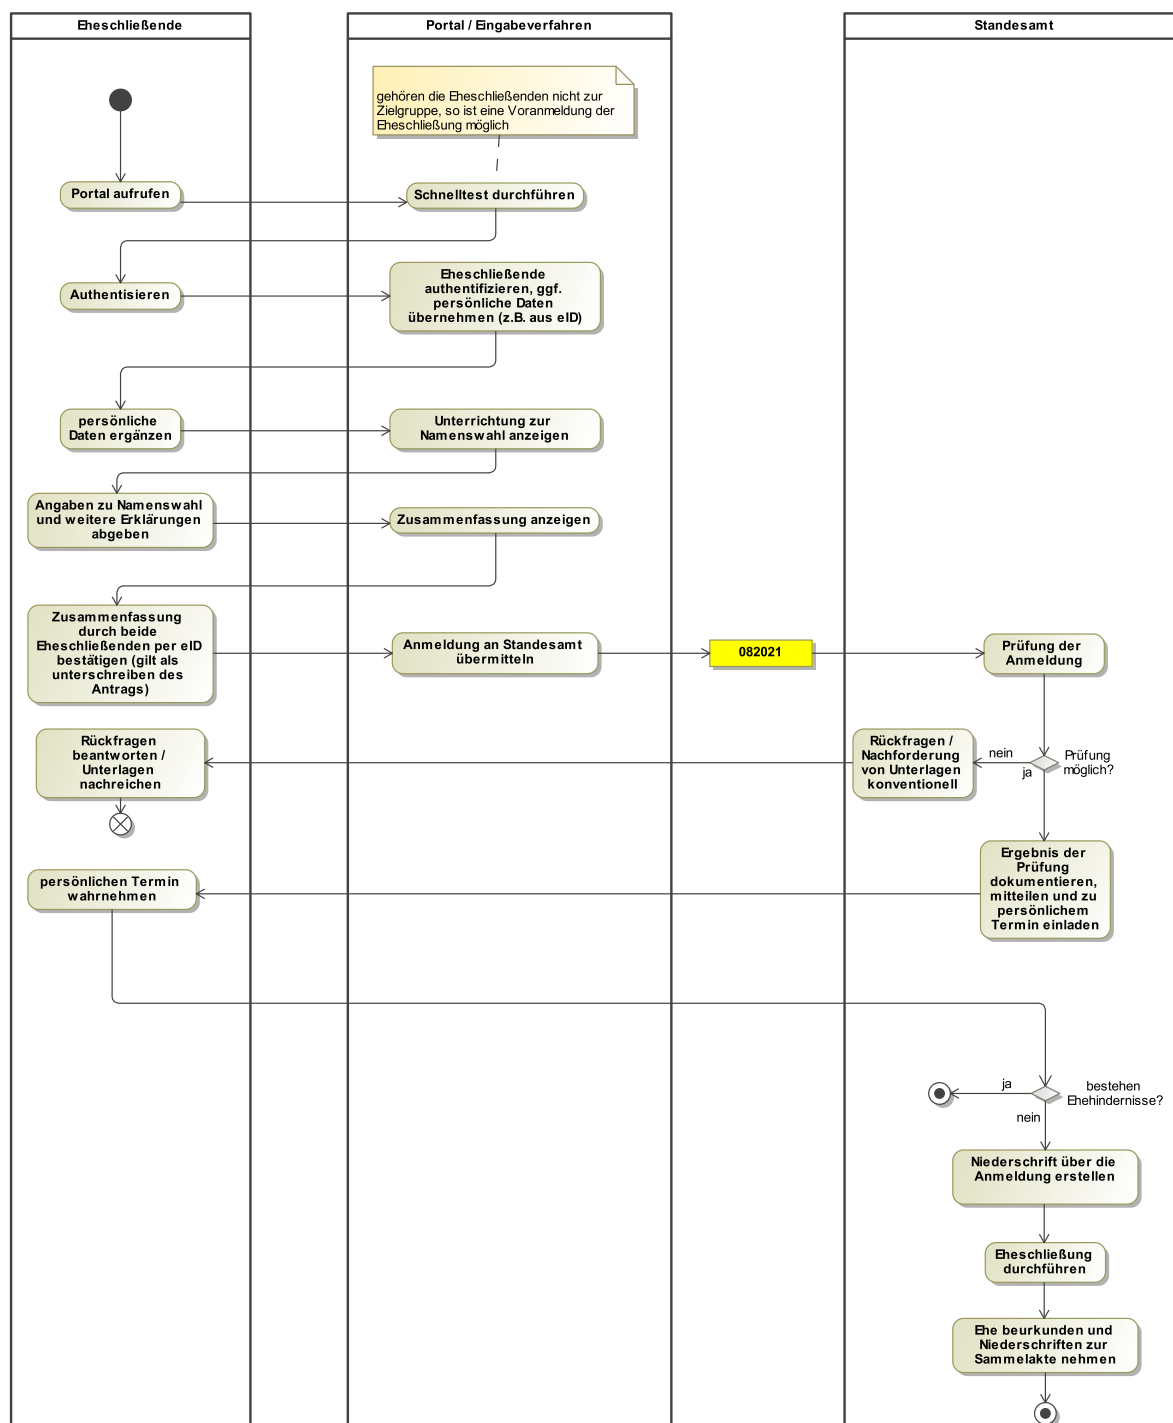 Eheschließende
Portal / Eingabeverfahren
Standesamt
gehören die Eheschließenden nicht zur
Zielgruppe, so ist eine Voranmeldung der
Eheschließung möglich
Portal aufrufen
Schnelltest durchführen
Authentisieren
Eheschließende
authentifizieren, ggf.
persönliche Daten
übernehmen (z.B. aus eID)
persönliche
Daten ergänzen
Unterrichtung zur
Namenswahl anzeigen
Angaben zu Namenswahl
und weitere Erklärungen
abgeben
Zusammenfassung anzeigen
Zusammenfassung
durch beide
Eheschließenden per eID
bestätigen (gilt als
unterschreiben des
Antrags)
Anmeldung an Standesamt
übermitteln
082021
Prüfung der
Anmeldung
Prüfung
möglich?
nein
ja
Rückfragen /
Nachforderung
von Unterlagen
konventionell
Rückfragen
beantworten /
Unterlagen
nachreichen
Ergebnis der
Prüfung
dokumentieren,
mitteilen und zu
persönlichem
Termin einladen
persönlichen Termin
wahrnehmen
bestehen
Ehehindernisse?
ja
nein
Niederschrift über die
Anmeldung erstellen
Eheschließung
durchführen
Ehe beurkunden und
Niederschriften zur
Sammelakte nehmen